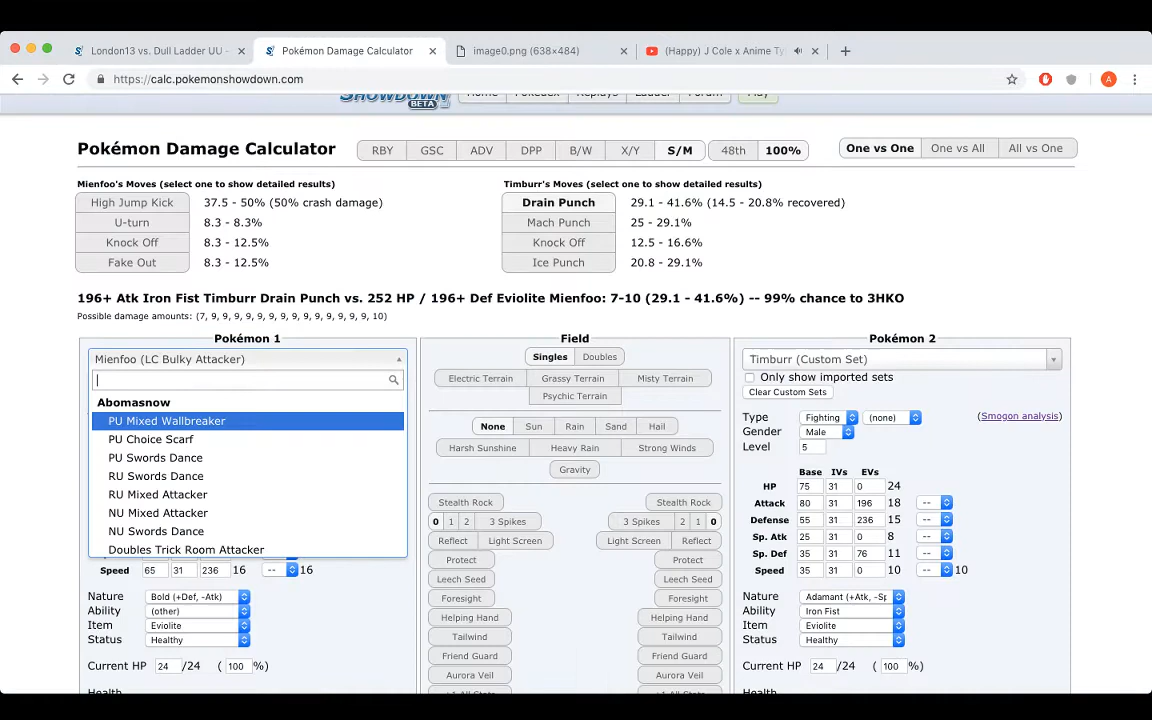 London13 vs. Dull Ladder UU -
Pokémon Damage Calculator
image0.png (638×484)
(Happy) J Cole x Anime Ty
https://calc.pokemonshowdown.com
A
SHOWDOWN
BETA
Home
Pokédex
Replays
Ladder
Forum
Play
Pokémon Damage Calculator
RBY GSC ADV DPP B/W X/Y S/M 48th 100%
One vs One One vs All All vs One
Mienfoo's Moves (select one to show detailed results)
High Jump Kick 37.5 - 50% (50% crash damage)
U-turn 8.3 - 8.3%
Knock Off 8.3 - 12.5%
Fake Out 8.3 - 12.5%
Timburr's Moves (select one to show detailed results)
Drain Punch 29.1 - 41.6% (14.5 - 20.8% recovered)
Mach Punch 25 - 29.1%
Knock Off 12.5 - 16.6%
Ice Punch 20.8 - 29.1%
196+ Atk Iron Fist Timburr Drain Punch vs. 252 HP / 196+ Def Eviolite Mienfoo: 7-10 (29.1 - 41.6%) -- 99% chance to 3HKO
Possible damage amounts: (7, 9, 9, 9, 9, 9, 9, 9, 9, 9, 9, 9, 9, 9, 9, 10)
Pokémon 1
Mienfoo (LC Bulky Attacker)
Abomasnow
PU Mixed Wallbreaker
PU Choice Scarf
PU Swords Dance
RU Swords Dance
RU Mixed Attacker
NU Mixed Attacker
NU Swords Dance
Doubles Trick Room Attacker
Speed 65 31 236 16 -- 16
Nature Bold (+Def, -Atk)
Ability (other)
Item Eviolite
Status Healthy
Current HP 24 /24 ( 100 %)
Health
Field
Singles Doubles
Electric Terrain Grassy Terrain Misty Terrain
Psychic Terrain
None Sun Rain Sand Hail
Harsh Sunshine Heavy Rain Strong Winds
Gravity
Stealth Rock Stealth Rock
0 1 2 3 Spikes 3 Spikes 2 1 0
Reflect Light Screen Light Screen Reflect
Protect Protect
Leech Seed Leech Seed
Foresight Foresight
Helping Hand Helping Hand
Tailwind Tailwind
Friend Guard Friend Guard
Aurora Veil Aurora Veil
+1 All Stats +1 All Stats
Pokémon 2
Timburr (Custom Set)
Only show imported sets
Clear Custom Sets
Type Fighting (none) (Smogon analysis)
Gender Male
Level 5
Base IVs EVs
HP 75 31 0 24
Attack 80 31 196 18 --
Defense 55 31 236 15 --
Sp. Atk 25 31 0 8 --
Sp. Def 35 31 76 11 --
Speed 35 31 0 10 -- 10
Nature Adamant (+Atk, -Sp
Ability Iron Fist
Item Eviolite
Status Healthy
Current HP 24 /24 ( 100 %)
Health